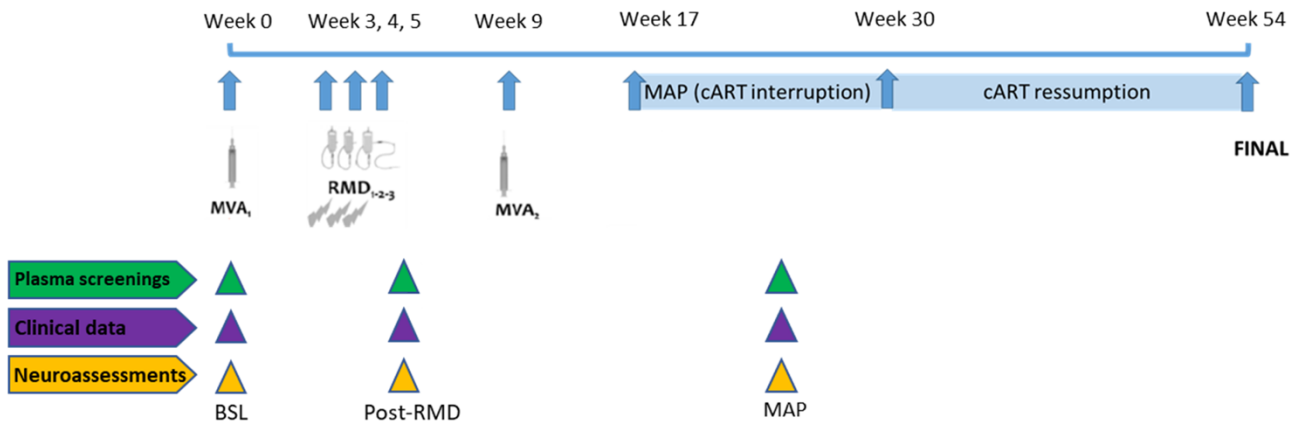 Week 0 Week 3, 4, 5 Week 9 Week 17 Week 30 Week 54
MAP (cART interruption) cART ressumption
FINAL
RMD1-2-3
MVA1 MVA2
Plasma screenings
Clinical data
Neuroassessments
BSL Post-RMD MAP